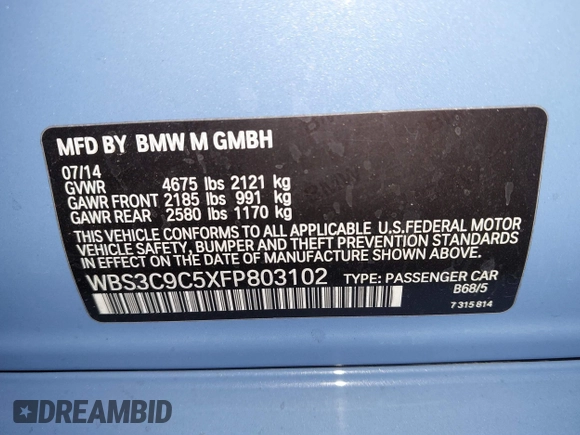 MFD BY BMW M GMBH
07/14
GVWR 4675 lbs 2121 kg
GAWR FRONT 2185 lbs 991 kg
GAWR REAR 2580 lbs 1170 kg
THIS VEHICLE CONFORMS TO ALL APPLICABLE U.S.FEDERAL MOTOR
VEHICLE SAFETY, BUMPER AND THEFT PREVENTION STANDARDS
IN EFFECT ON THE DATE OF MANUFACTURE SHOWN ABOVE.
WBS3C9C5XFP803102 TYPE: PASSENGER CAR
B68/5
7 315 814
DREAMBID